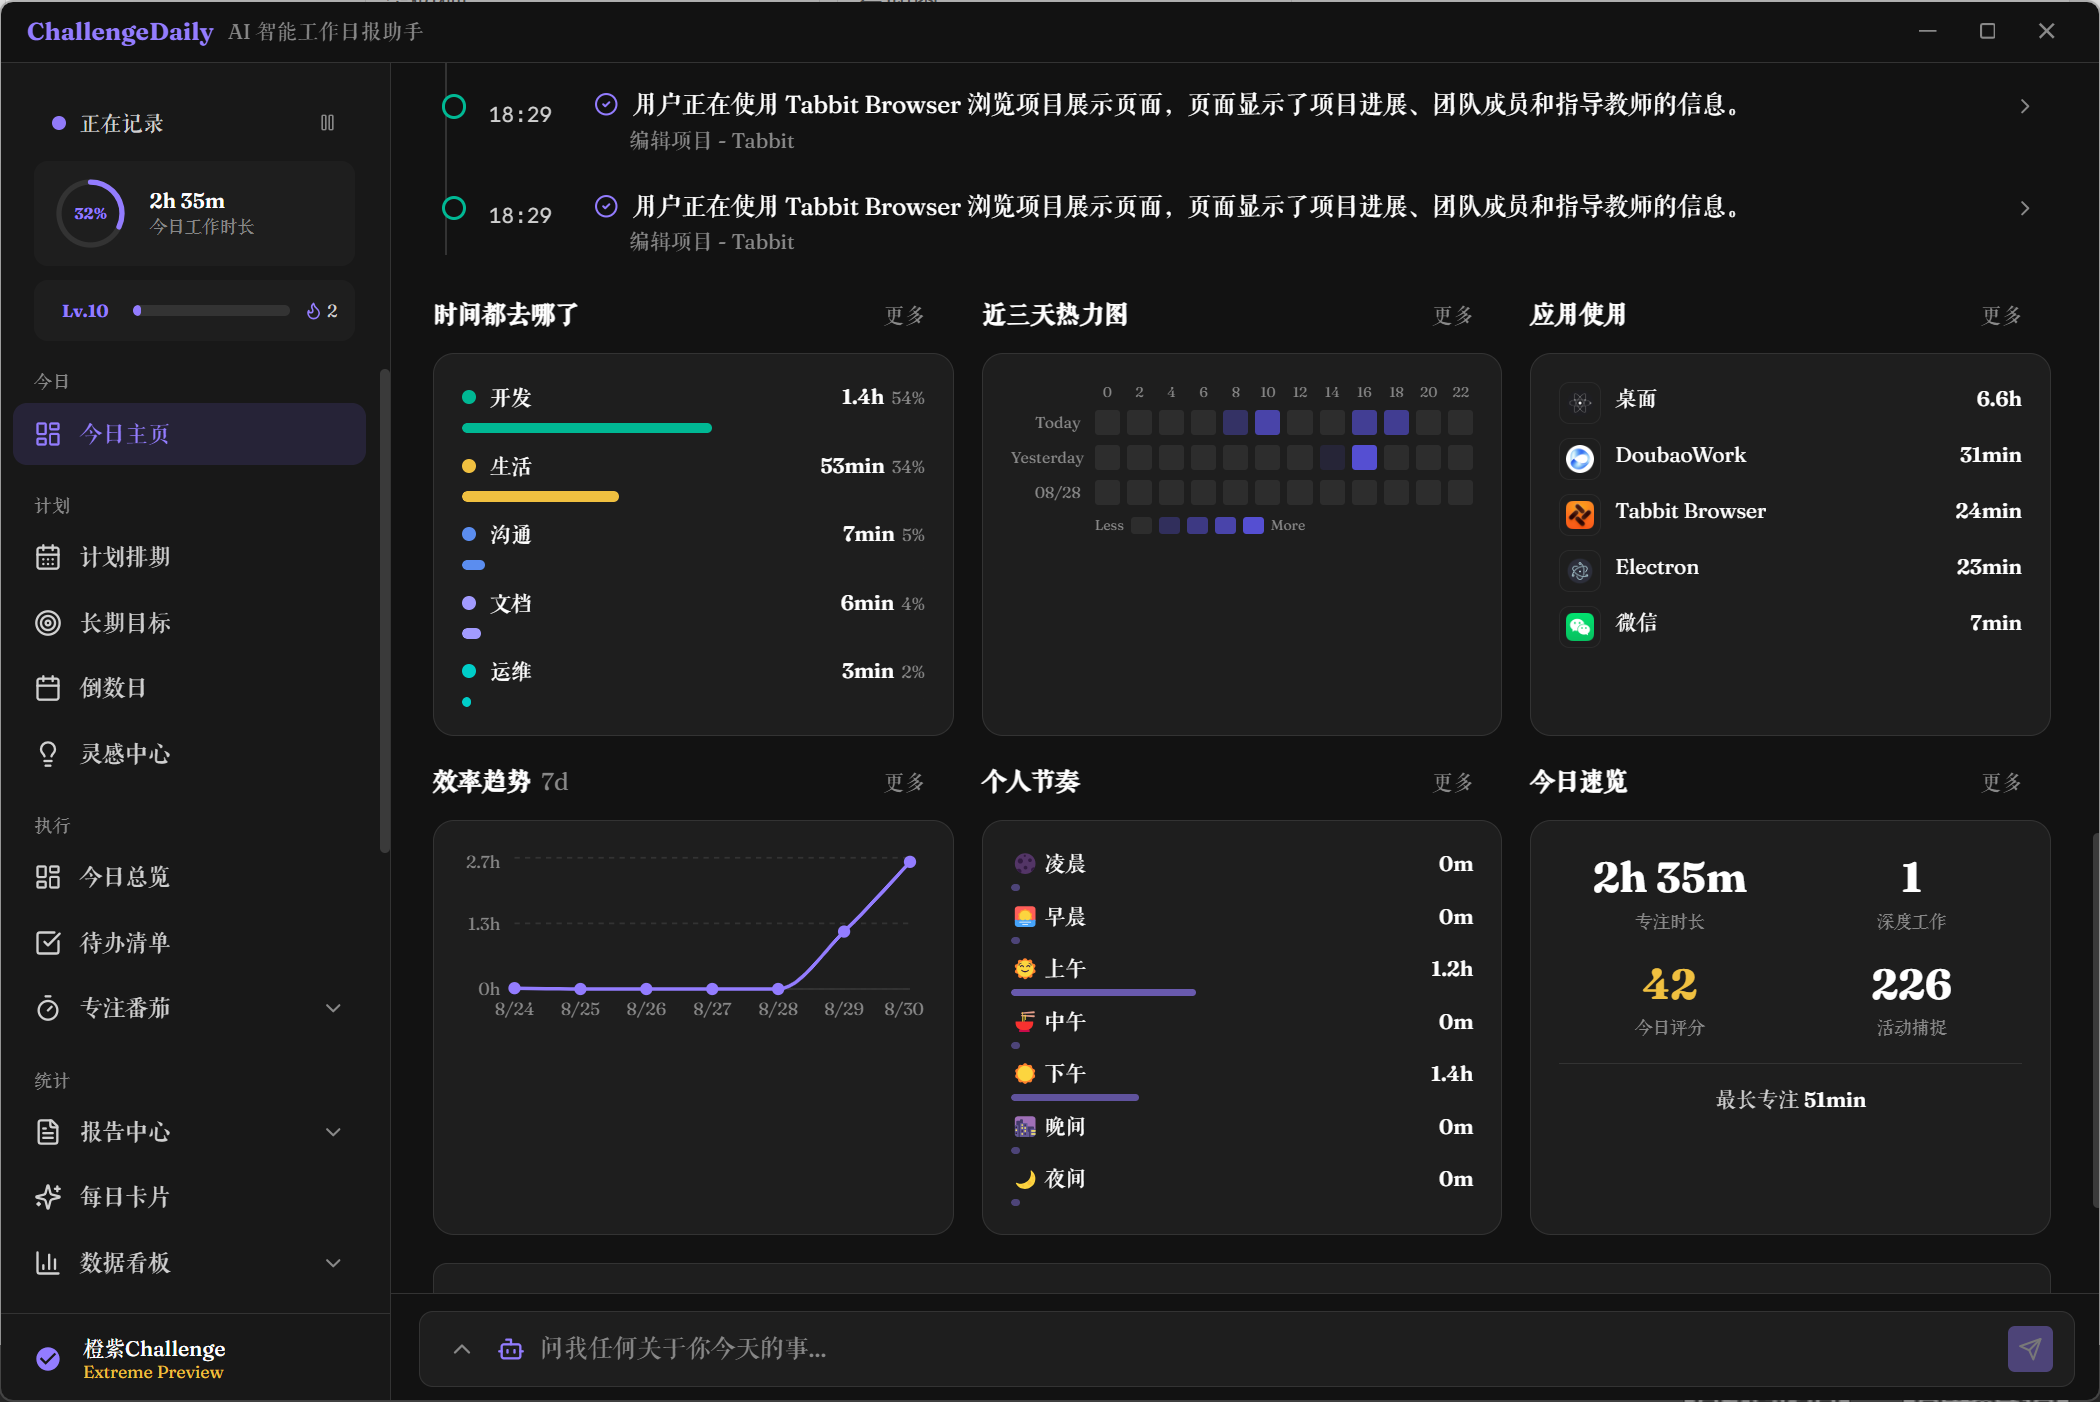 ChallengeDaily AI 智能工作日报助手
正在记录
32%
2h 35m
今日工作时长
Lv.10
2
今日
今日主页
计划
计划排期
长期目标
倒数日
灵感中心
执行
今日总览
待办清单
专注番茄
统计
报告中心
每日卡片
数据看板
橙紫Challenge
Extreme Preview
18:29 用户正在使用 Tabbit Browser 浏览项目展示页面，页面显示了项目进展、团队成员和指导教师的信息。
编辑项目 - Tabbit
18:29 用户正在使用 Tabbit Browser 浏览项目展示页面，页面显示了项目进展、团队成员和指导教师的信息。
编辑项目 - Tabbit
时间都去哪了 更多
开发 1.4h 54%
生活 53min 34%
沟通 7min 5%
文档 6min 4%
运维 3min 2%
近三天热力图 更多
0 2 4 6 8 10 12 14 16 18 20 22
Today
Yesterday
08/28
Less More
应用使用 更多
桌面 6.6h
DoubaoWork 31min
Tabbit Browser 24min
Electron 23min
微信 7min
效率趋势 7d 更多
2.7h
1.3h
0h
8/24 8/25 8/26 8/27 8/28 8/29 8/30
个人节奏 更多
凌晨 0m
早晨 0m
上午 1.2h
中午 0m
下午 1.4h
晚间 0m
夜间 0m
今日速览 更多
2h 35m
专注时长
1
深度工作
42
今日评分
226
活动捕捉
最长专注 51min
问我任何关于你今天的事...